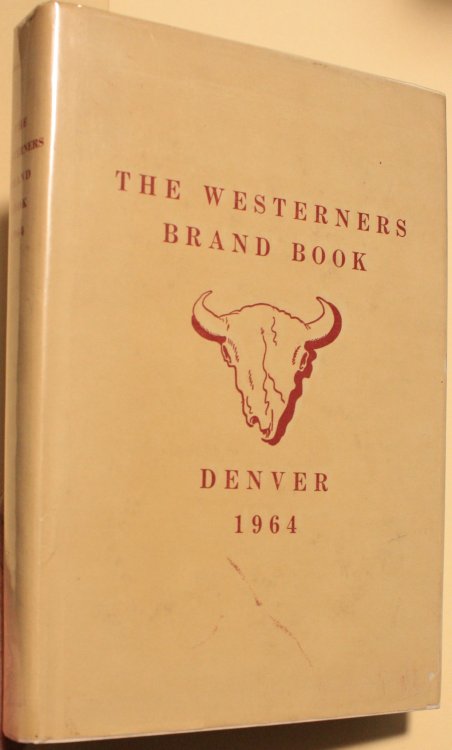 THE WESTERNERS
BRAND BOOK
DENVER
1964